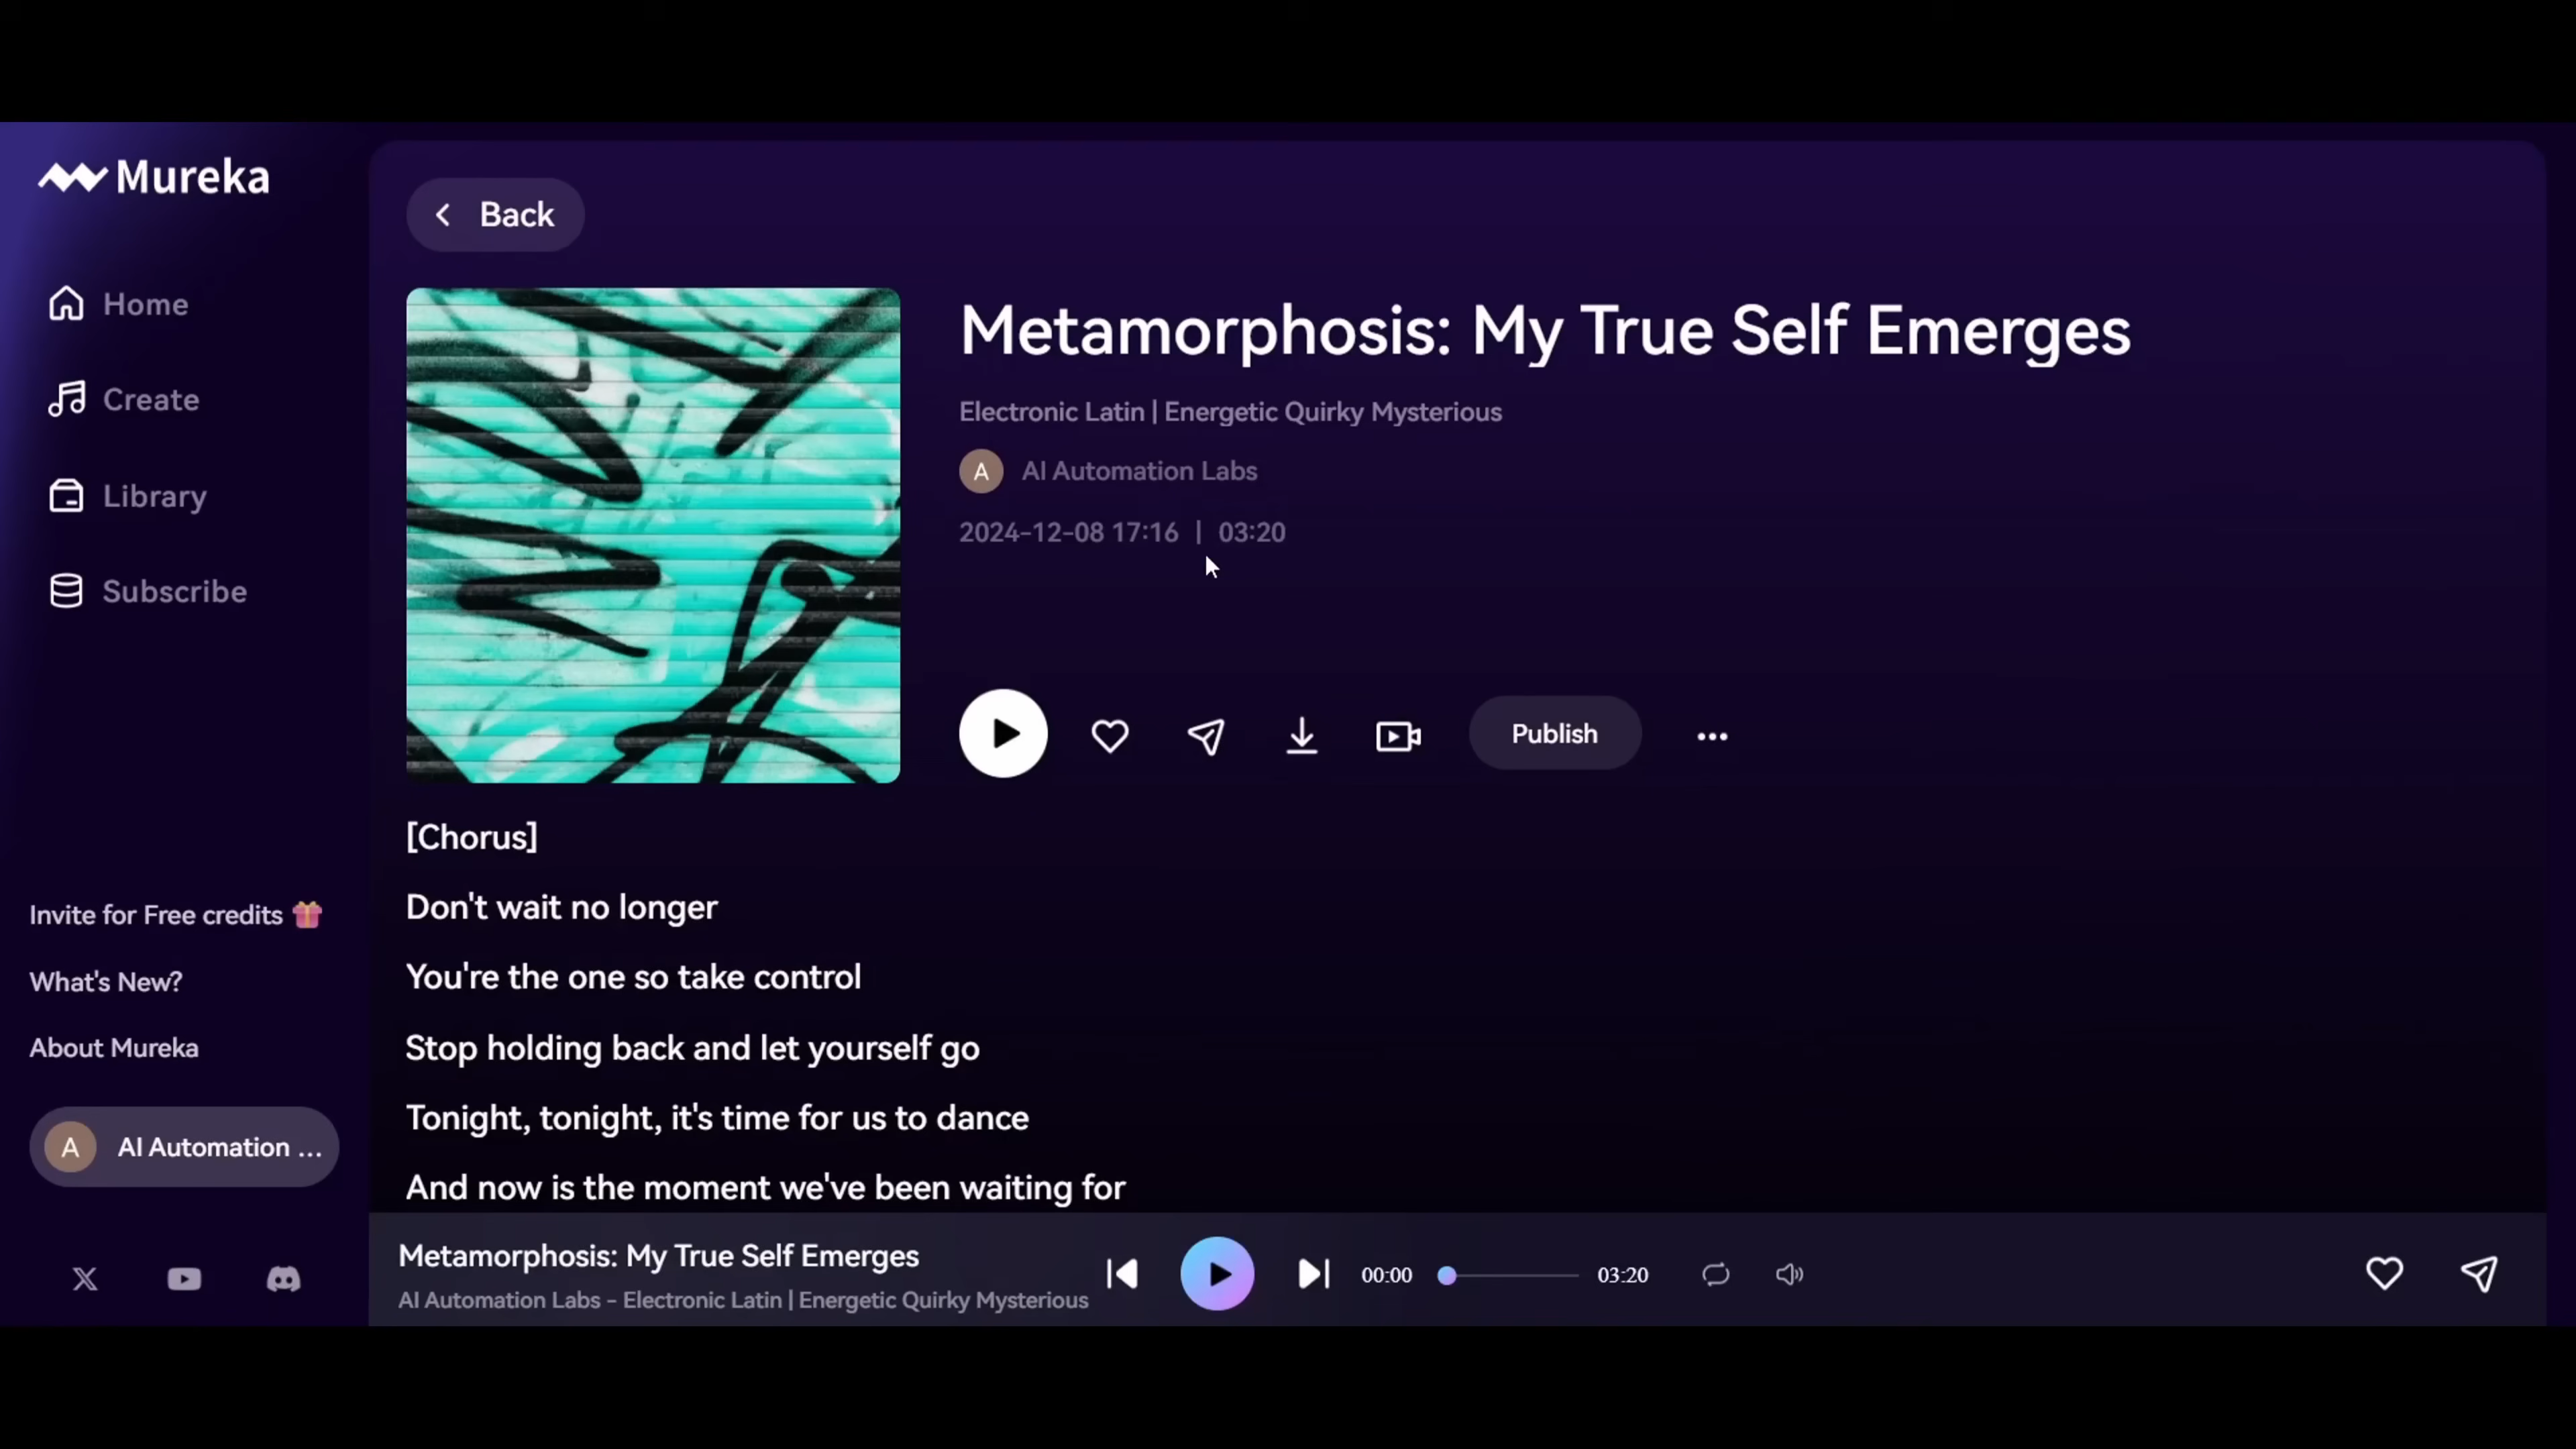 Mureka
Back
Home
Create
Library
Subscribe
Metamorphosis: My True Self Emerges
Electronic Latin | Energetic Quirky Mysterious
A AI Automation Labs
2024-12-08 17:16 | 03:20
Publish
[Chorus]
Don't wait no longer
You're the one so take control
Stop holding back and let yourself go
Tonight, tonight, it's time for us to dance
And now is the moment we've been waiting for
Invite for Free credits
What's New?
About Mureka
A AI Automation ...
Metamorphosis: My True Self Emerges
AI Automation Labs - Electronic Latin | Energetic Quirky Mysterious
00:00 03:20